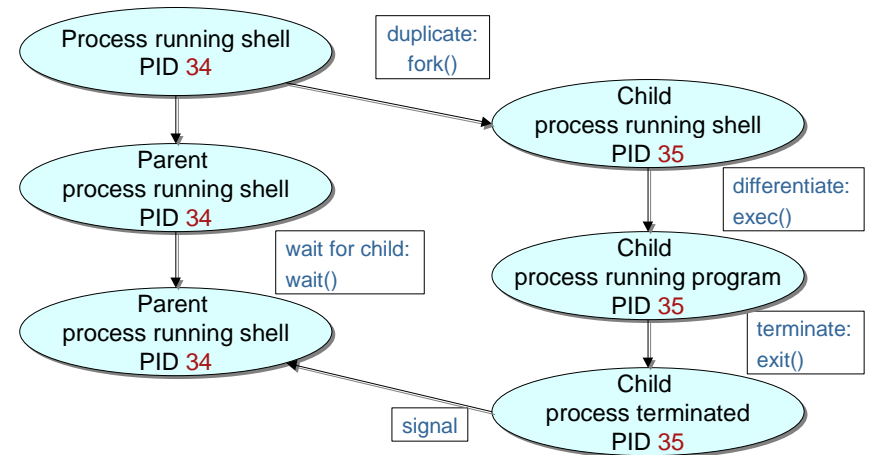 Process running shell
PID 34
duplicate:
fork()
Child
process running shell
PID 35
Parent
process running shell
PID 34
differentiate:
exec()
wait for child:
wait()
Child
process running program
PID 35
Parent
process running shell
PID 34
terminate:
exit()
Child
process terminated
PID 35
signal